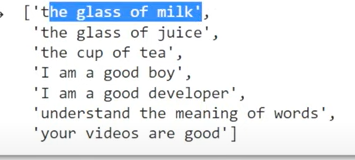 ['the glass of milk',
'the glass of juice',
'the cup of tea',
'I am a good boy',
'I am a good developer',
'understand the meaning of words',
'your videos are good']